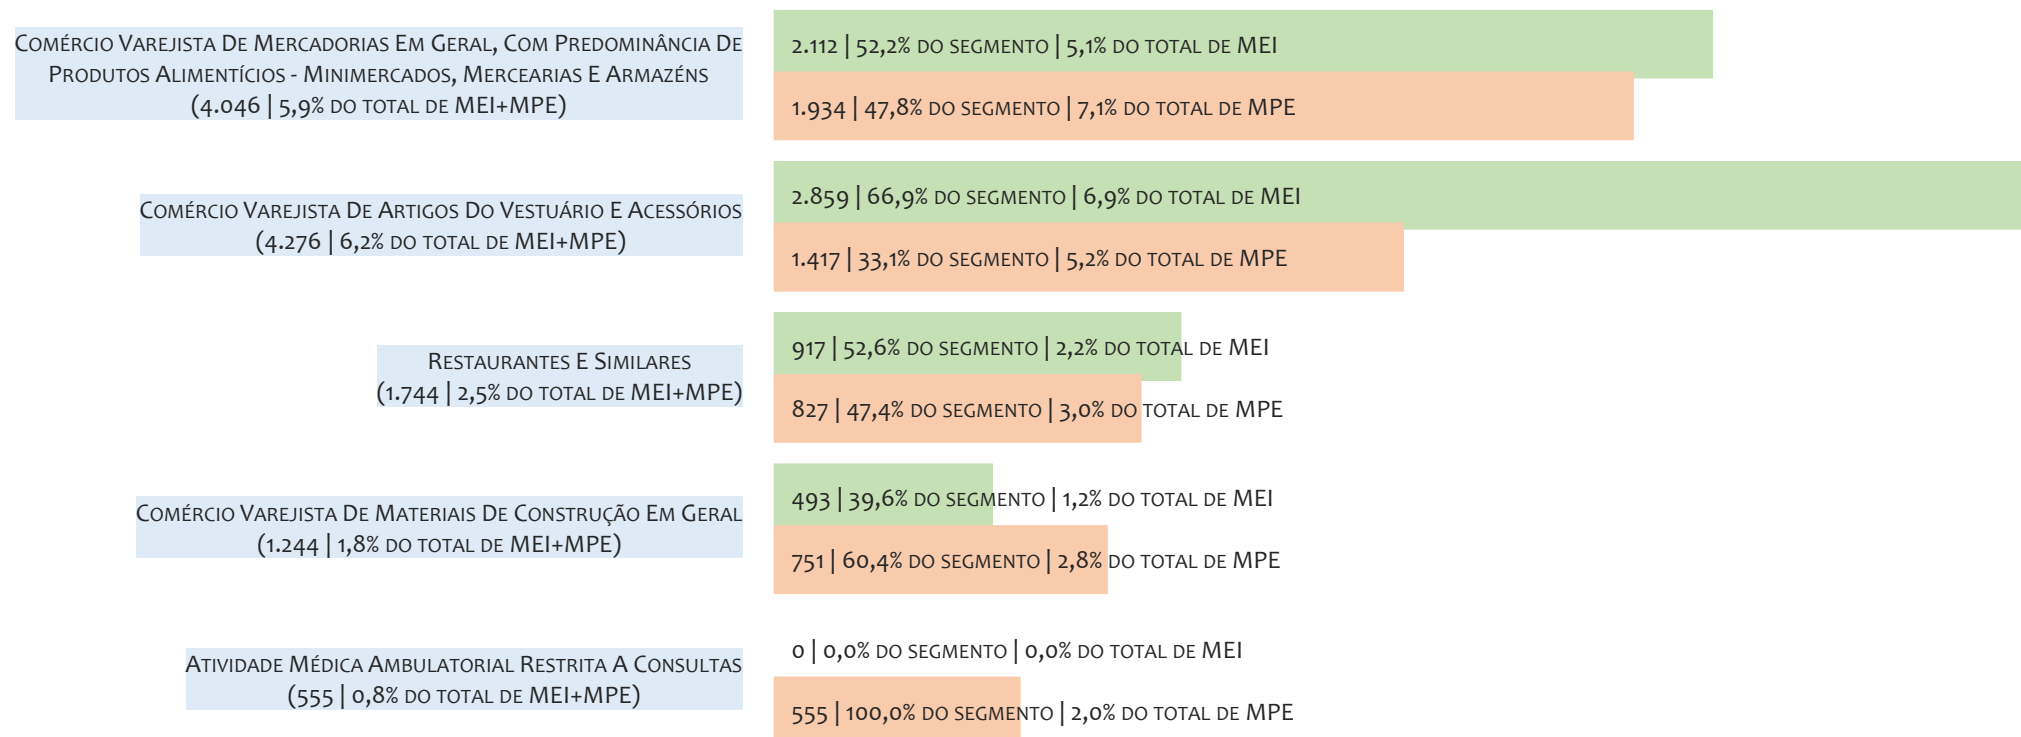 Comércio Varejista De Mercadorias Em Geral, Com Predominância De
Produtos Alimentícios - Minimercados, Mercearias E Armazéns
(4.046 | 5,9% do total de MEI+MPE)
2.112 | 52,2% do segmento | 5,1% do total de MEI
1.934 | 47,8% do segmento | 7,1% do total de MPE
Comércio Varejista De Artigos Do Vestuário E Acessórios
(4.276 | 6,2% do total de MEI+MPE)
2.859 | 66,9% do segmento | 6,9% do total de MEI
1.417 | 33,1% do segmento | 5,2% do total de MPE
Restaurantes E Similares
(1.744 | 2,5% do total de MEI+MPE)
917 | 52,6% do segmento | 2,2% do total de MEI
827 | 47,4% do segmento | 3,0% do total de MPE
Comércio Varejista De Materiais De Construção Em Geral
(1.244 | 1,8% do total de MEI+MPE)
493 | 39,6% do segmento | 1,2% do total de MEI
751 | 60,4% do segmento | 2,8% do total de MPE
Atividade Médica Ambulatorial Restrita A Consultas
(555 | 0,8% do total de MEI+MPE)
0 | 0,0% do segmento | 0,0% do total de MEI
555 | 100,0% do segmento | 2,0% do total de MPE